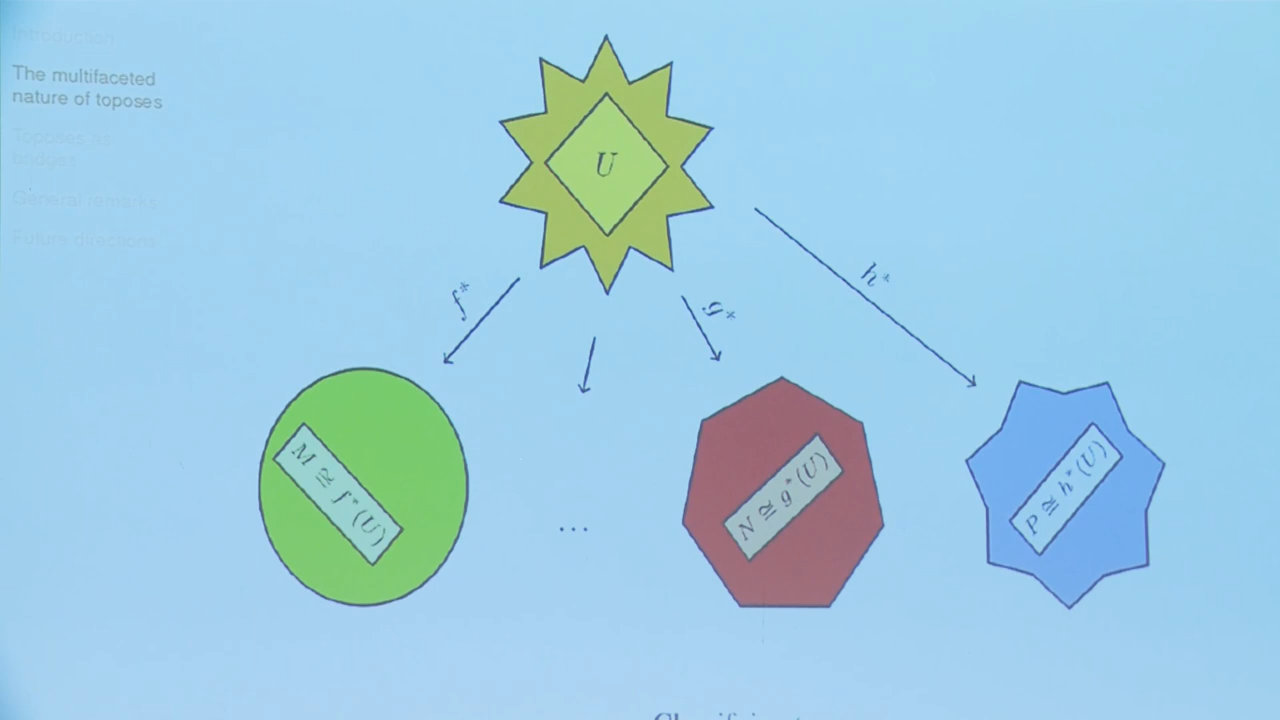 Introduction
The multifaceted
nature of toposes
Toposes as
bridges
General remarks
Future directions
U
f*
g*
h*
M ≅ f*(U)
...
N ≅ g*(U)
P ≅ h*(U)